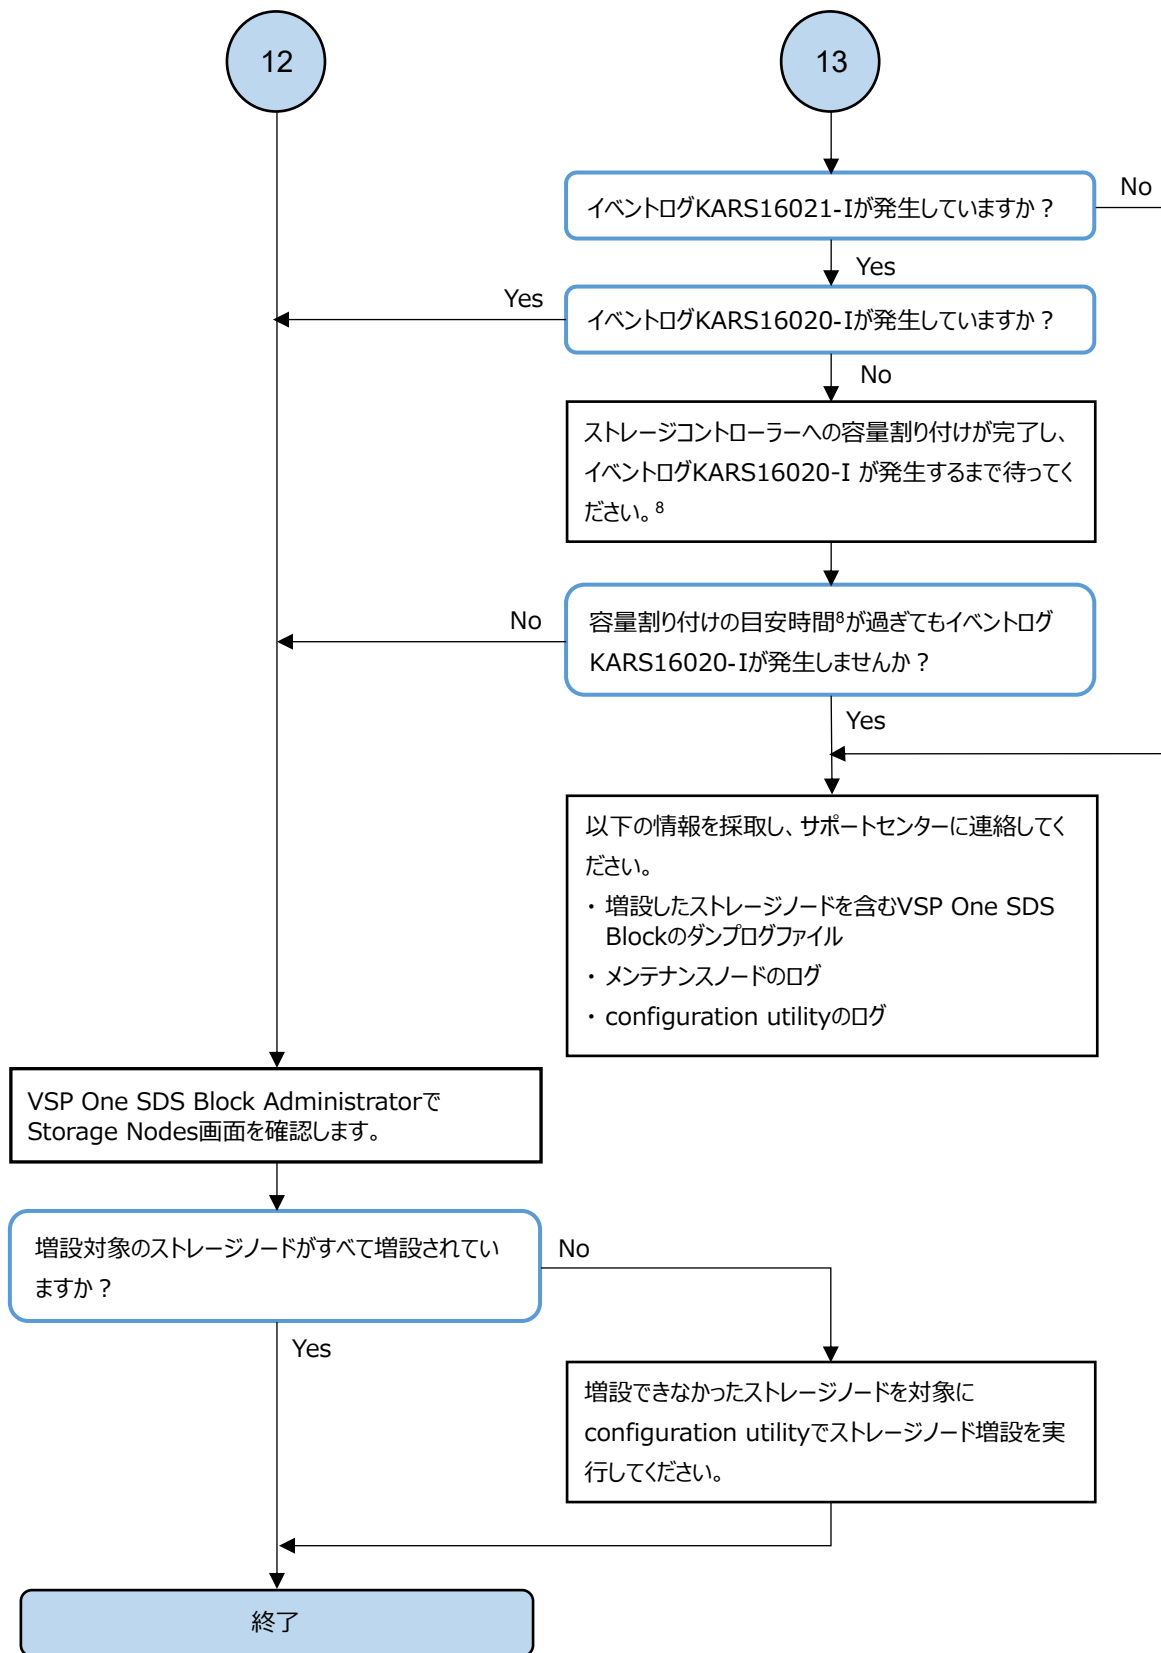 12
13
イベントログKARS16021-Iが発生していますか？
No
Yes
イベントログKARS16020-Iが発生していますか？
Yes
No
ストレージコントローラーへの容量割り付けが完了し、
イベントログKARS16020-I が発生するまで待ってく
ださい。8
容量割り付けの目安時間8が過ぎてもイベントログ
KARS16020-Iが発生しませんか？
No
Yes
以下の情報を採取し、サポートセンターに連絡してく
ださい。
・増設したストレージノードを含むVSP One SDS
Blockのダンプログファイル
・メンテナンスノードのログ
・configuration utilityのログ
VSP One SDS Block Administratorで
Storage Nodes画面を確認します。
増設対象のストレージノードがすべて増設されてい
ますか？
No
Yes
増設できなかったストレージノードを対象に
configuration utilityでストレージノード増設を実
行してください。
終了